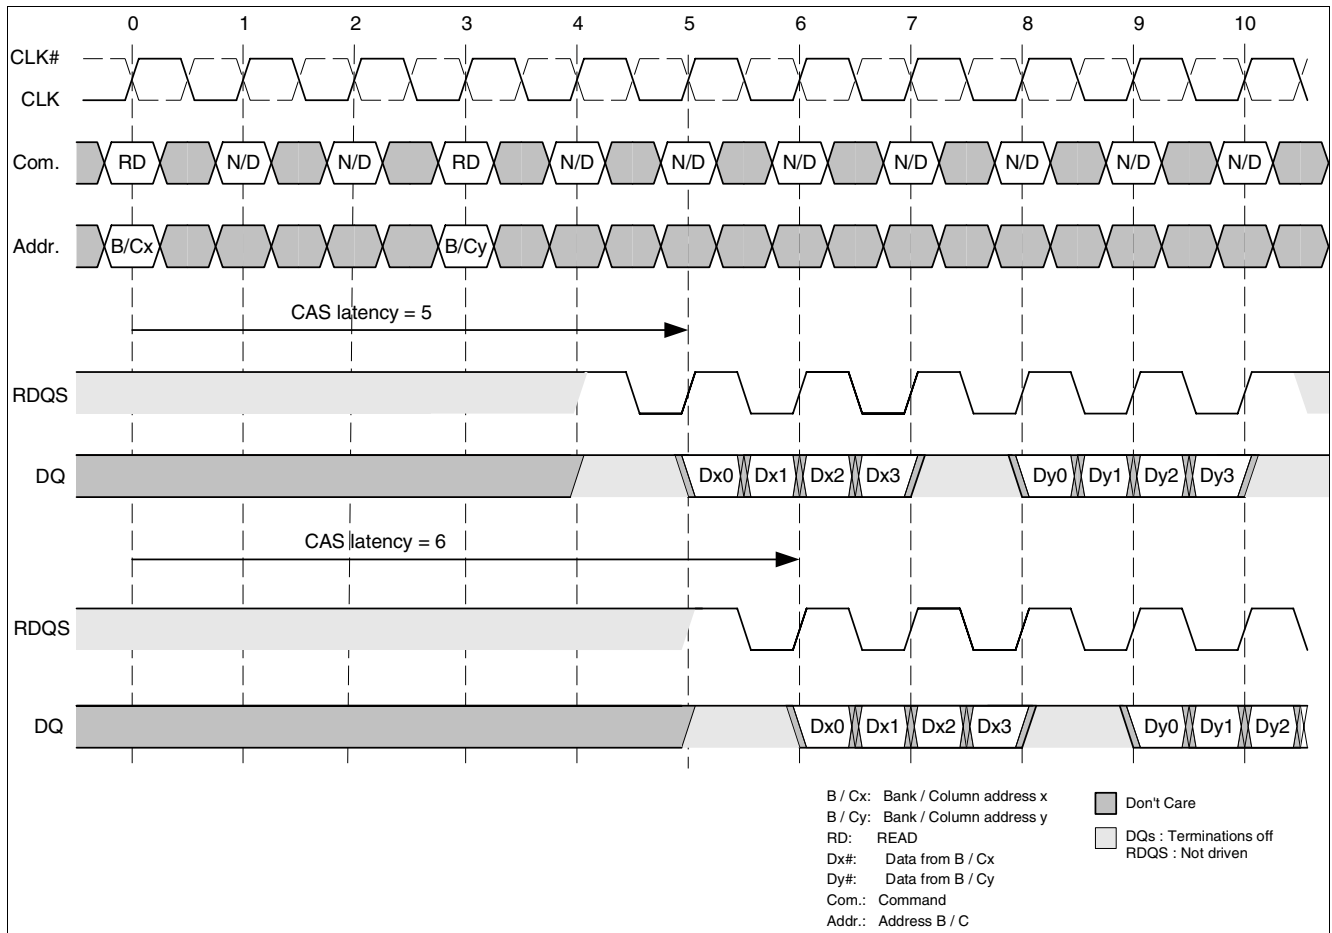 0 1 2 3 4 5 6 7 8 9 10
CLK#
CLK
Com. RD N/D N/D RD N/D N/D N/D N/D N/D N/D N/D
Addr. B/Cx B/Cy
CAS latency = 5
RDQS
DQ Dx0 Dx1 Dx2 Dx3 Dy0 Dy1 Dy2 Dy3
CAS latency = 6
RDQS
DQ Dx0 Dx1 Dx2 Dx3 Dy0 Dy1 Dy2
B / Cx: Bank / Column address x
B / Cy: Bank / Column address y
RD: READ
Dx#: Data from B / Cx
Dy#: Data from B / Cy
Com.: Command
Addr.: Address B / C
Don't Care
DQs : Terminations off
RDQS : Not driven